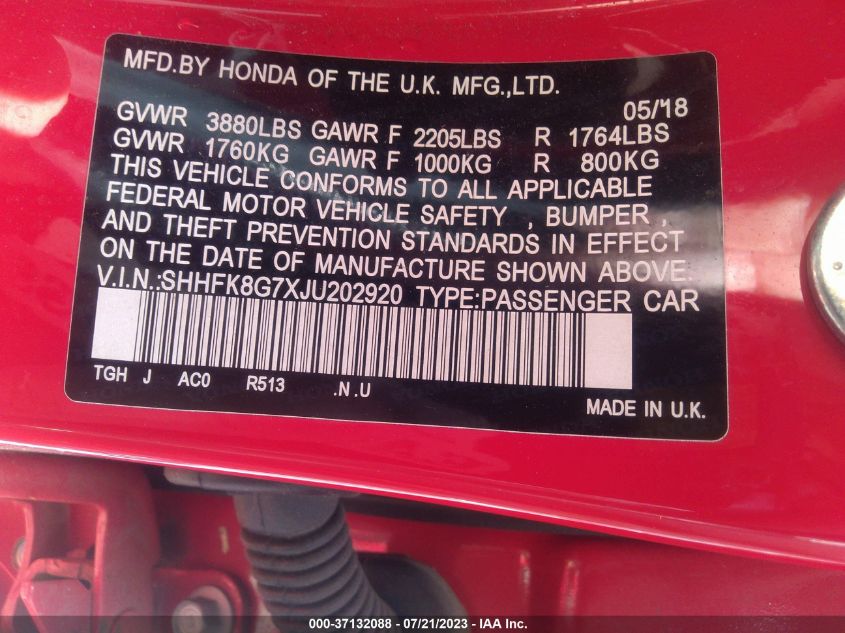 MFD.BY HONDA OF THE U.K. MFG.,LTD.
05/18
GVWR 3880LBS GAWR F 2205LBS R 1764LBS
GVWR 1760KG GAWR F 1000KG R 800KG
THIS VEHICLE CONFORMS TO ALL APPLICABLE
FEDERAL MOTOR VEHICLE SAFETY , BUMPER ,
AND THEFT PREVENTION STANDARDS IN EFFECT
ON THE DATE OF MANUFACTURE SHOWN ABOVE.
V.I.N.:SHHFK8G7XJU202920 TYPE:PASSENGER CAR
TGH J AC0 R513 .N.U
MADE IN U.K.
000-37132088 - 07/21/2023 - IAA Inc.